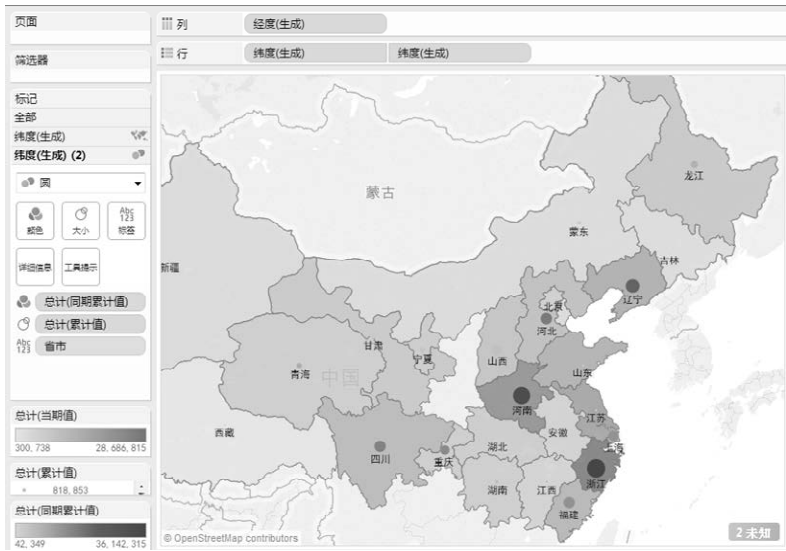 页面
列
经度(生成)
筛选器
行
纬度(生成)
纬度(生成)
标记
全部
纬度(生成)
纬度(生成) (2)
圆
颜色
大小
Abc
123
标签
详细信息
工具提示
总计(同期累计值)
总计(累计值)
Abc
123
省市
总计(当期值)
300, 738
28, 686, 815
总计(累计值)
818, 853
总计(同期累计值)
42, 349
36, 142, 315
蒙古
龙江
蒙东
吉林
新疆
辽宁
北京
河北
甘肃
宁夏
山西
青海
中国
山东
河南
江苏
西藏
安徽
上海
湖北
四川
重庆
浙江
湖南
江西
福建
© OpenStreetMap contributors
2 未知